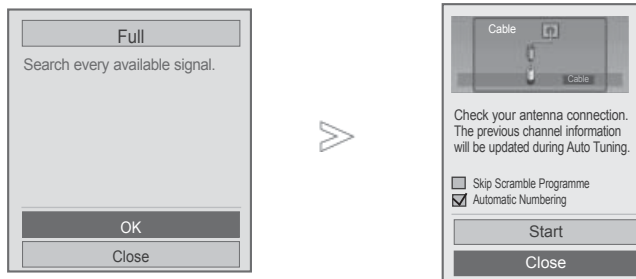 Full
Search every available signal.
OK
Close
Cable
Cable
Check your antenna connection.
The previous channel information
will be updated during Auto Tuning.
Skip Scramble Programme
Automatic Numbering
Start
Close